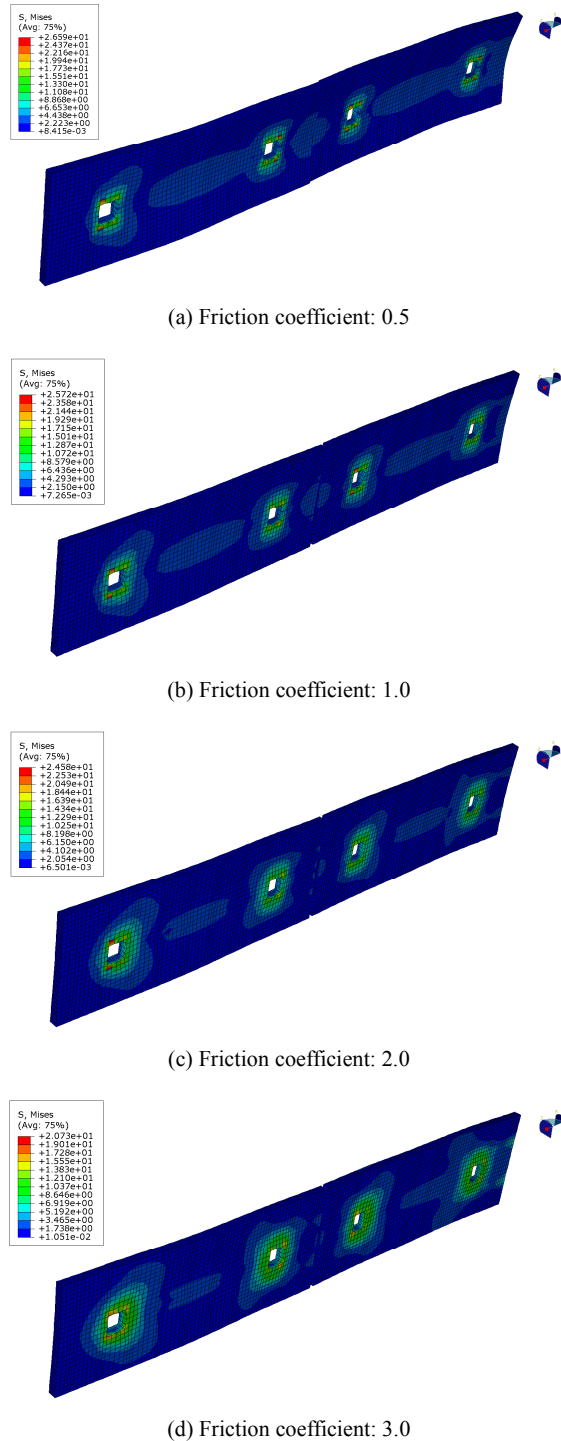 S, Mises
(Avg: 75%)
+2.659e+01
+2.437e+01
+2.216e+01
+1.994e+01
+1.773e+01
+1.551e+01
+1.330e+01
+1.108e+01
+8.868e+00
+6.653e+00
+4.438e+00
+2.223e+00
+8.415e-03
(a) Friction coefficient: 0.5
S, Mises
(Avg: 75%)
+2.572e+01
+2.358e+01
+2.144e+01
+1.929e+01
+1.715e+01
+1.501e+01
+1.287e+01
+1.072e+01
+8.579e+00
+6.436e+00
+4.293e+00
+2.150e+00
+7.265e-03
(b) Friction coefficient: 1.0
S, Mises
(Avg: 75%)
+2.458e+01
+2.253e+01
+2.049e+01
+1.844e+01
+1.639e+01
+1.434e+01
+1.229e+01
+1.025e+01
+8.198e+00
+6.150e+00
+4.102e+00
+2.054e+00
+6.501e-03
(c) Friction coefficient: 2.0
S, Mises
(Avg: 75%)
+2.073e+01
+1.901e+01
+1.728e+01
+1.555e+01
+1.383e+01
+1.210e+01
+1.037e+01
+8.646e+00
+6.919e+00
+5.192e+00
+3.465e+00
+1.738e+00
+1.051e-02
(d) Friction coefficient: 3.0